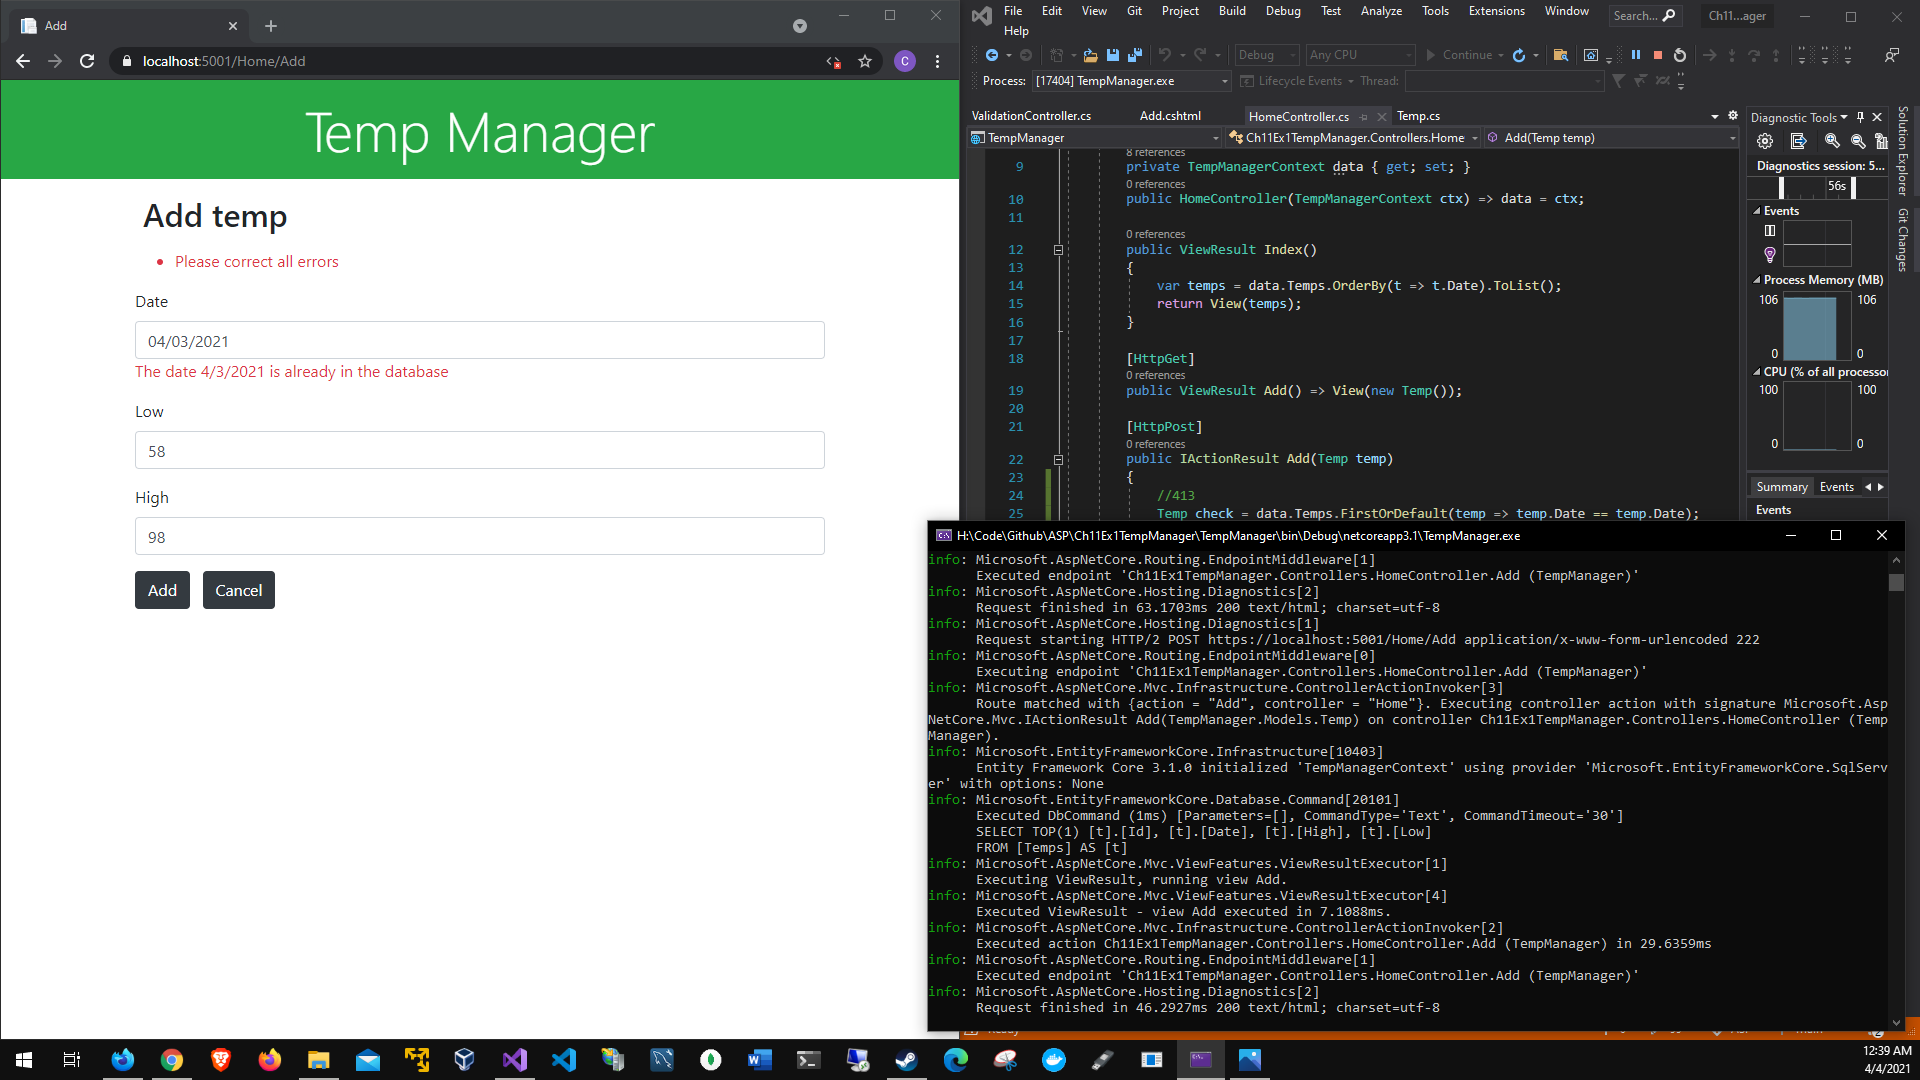 Add
localhost:5001/Home/Add
C
Temp Manager
Add temp
Please correct all errors
Date
04/03/2021
The date 4/3/2021 is already in the database
Low
58
High
98
Add
Cancel
File Edit View Git Project Build Debug Test Analyze Tools Extensions Window
Search...
Ch11...ager
Help
Debug
Any CPU
Continue
Process: [17404] TempManager.exe
Lifecycle Events
Thread:
ValidationController.cs
Add.cshtml
HomeController.cs
Temp.cs
TempManager
Ch11Ex1TempManager.Controllers.Home
Add(Temp temp)
8 references
9 private TempManagerContext data { get; set; }
0 references
10 public HomeController(TempManagerContext ctx) => data = ctx;
11
0 references
12 public ViewResult Index()
13 {
14 var temps = data.Temps.OrderBy(t => t.Date).ToList();
15 return View(temps);
16 }
17
18 [HttpGet]
0 references
19 public ViewResult Add() => View(new Temp());
20
21 [HttpPost]
0 references
22 public IActionResult Add(Temp temp)
23 {
24 //413
25 Temp check = data.Temps.FirstOrDefault(temp => temp.Date == temp.Date);
Diagnostic Tools
Diagnostics session: 5...
56s
Events
Process Memory (MB)
106 106
0 0
CPU (% of all processo
100 100
0 0
Summary Events
Events
Solution Explorer
Git Changes
H:\Code\Github\ASP\Ch11Ex1TempManager\TempManager\bin\Debug\netcoreapp3.1\TempManager.exe
info: Microsoft.AspNetCore.Routing.EndpointMiddleware[1]
Executed endpoint 'Ch11Ex1TempManager.Controllers.HomeController.Add (TempManager)'
info: Microsoft.AspNetCore.Hosting.Diagnostics[2]
Request finished in 63.1703ms 200 text/html; charset=utf-8
info: Microsoft.AspNetCore.Hosting.Diagnostics[1]
Request starting HTTP/2 POST https://localhost:5001/Home/Add application/x-www-form-urlencoded 222
info: Microsoft.AspNetCore.Routing.EndpointMiddleware[0]
Executing endpoint 'Ch11Ex1TempManager.Controllers.HomeController.Add (TempManager)'
info: Microsoft.AspNetCore.Mvc.Infrastructure.ControllerActionInvoker[3]
Route matched with {action = "Add", controller = "Home"}. Executing controller action with signature Microsoft.Asp
NetCore.Mvc.IActionResult Add(TempManager.Models.Temp) on controller Ch11Ex1TempManager.Controllers.HomeController (Temp
Manager).
info: Microsoft.EntityFrameworkCore.Infrastructure[10403]
Entity Framework Core 3.1.0 initialized 'TempManagerContext' using provider 'Microsoft.EntityFrameworkCore.SqlServ
er' with options: None
info: Microsoft.EntityFrameworkCore.Database.Command[20101]
Executed DbCommand (1ms) [Parameters=[], CommandType='Text', CommandTimeout='30']
SELECT TOP(1) [t].[Id], [t].[Date], [t].[High], [t].[Low]
FROM [Temps] AS [t]
info: Microsoft.AspNetCore.Mvc.ViewFeatures.ViewResultExecutor[1]
Executing ViewResult, running view Add.
info: Microsoft.AspNetCore.Mvc.ViewFeatures.ViewResultExecutor[4]
Executed ViewResult - view Add executed in 7.1088ms.
info: Microsoft.AspNetCore.Mvc.Infrastructure.ControllerActionInvoker[2]
Executed action Ch11Ex1TempManager.Controllers.HomeController.Add (TempManager) in 29.6359ms
info: Microsoft.AspNetCore.Routing.EndpointMiddleware[1]
Executed endpoint 'Ch11Ex1TempManager.Controllers.HomeController.Add (TempManager)'
info: Microsoft.AspNetCore.Hosting.Diagnostics[2]
Request finished in 46.2927ms 200 text/html; charset=utf-8
12:39 AM
4/4/2021